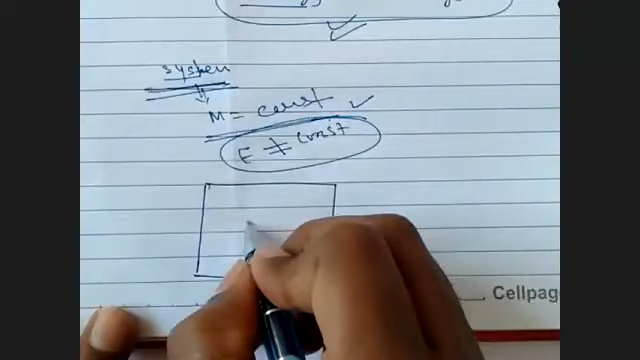 system
M = const ✓
E ≠ const
Cellpag